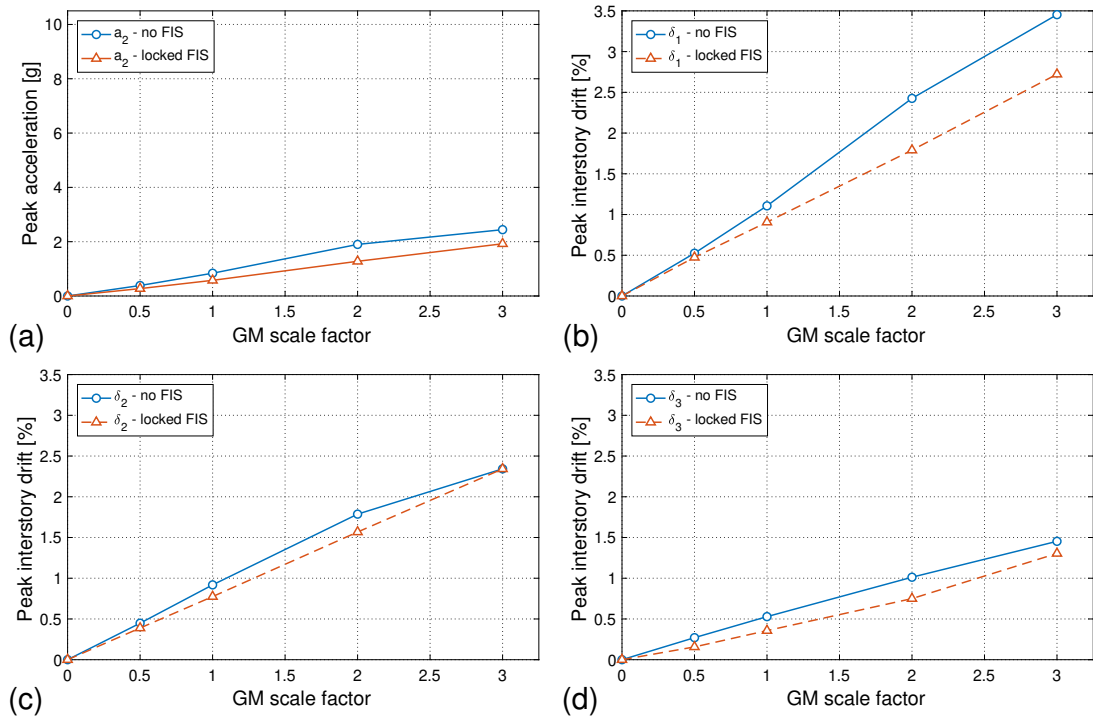 10
8
6
4
2
0
Peak acceleration [g]
a2 - no FIS
a2 - locked FIS
0
0.5
1
1.5
2
2.5
3
GM scale factor
(a)
3.5
3
2.5
2
1.5
1
0.5
0
Peak interstory drift [%]
δ1 - no FIS
δ1 - locked FIS
0
0.5
1
1.5
2
2.5
3
GM scale factor
(b)
3.5
3
2.5
2
1.5
1
0.5
0
Peak interstory drift [%]
δ2 - no FIS
δ2 - locked FIS
0
0.5
1
1.5
2
2.5
3
GM scale factor
(c)
3.5
3
2.5
2
1.5
1
0.5
0
Peak interstory drift [%]
δ3 - no FIS
δ3 - locked FIS
0
0.5
1
1.5
2
2.5
3
GM scale factor
(d)